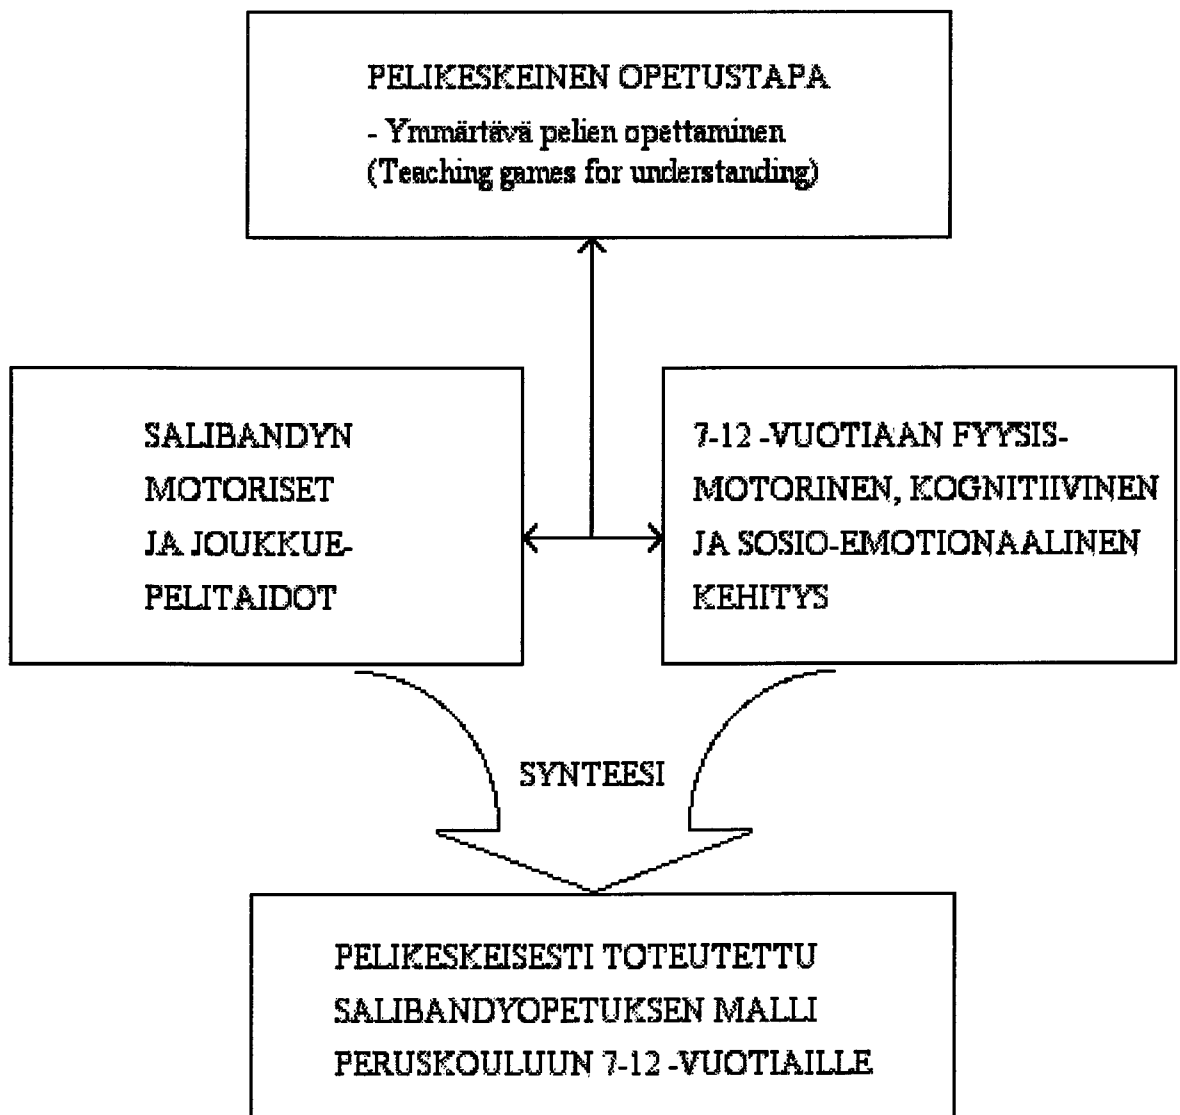 PELIKESKEINEN OPETUSTAPA
- Ymmärtävä pelien opettaminen
(Teaching games for understanding)
SALIBANDYN
MOTORISET
JA JOUKKUE-
PELITAIDOT
7-12 -VUOTIAAN FYYSIS-
MOTORINEN, KOGNITIIVINEN
JA SOSIO-EMOTIONAALINEN
KEHITYS
SYNTEESI
PELIKESKEISESTI TOTEUTETTU
SALIBANDYOPETUKSEN MALLI
PERUSKOULUUN 7-12 -VUOTIAILLE